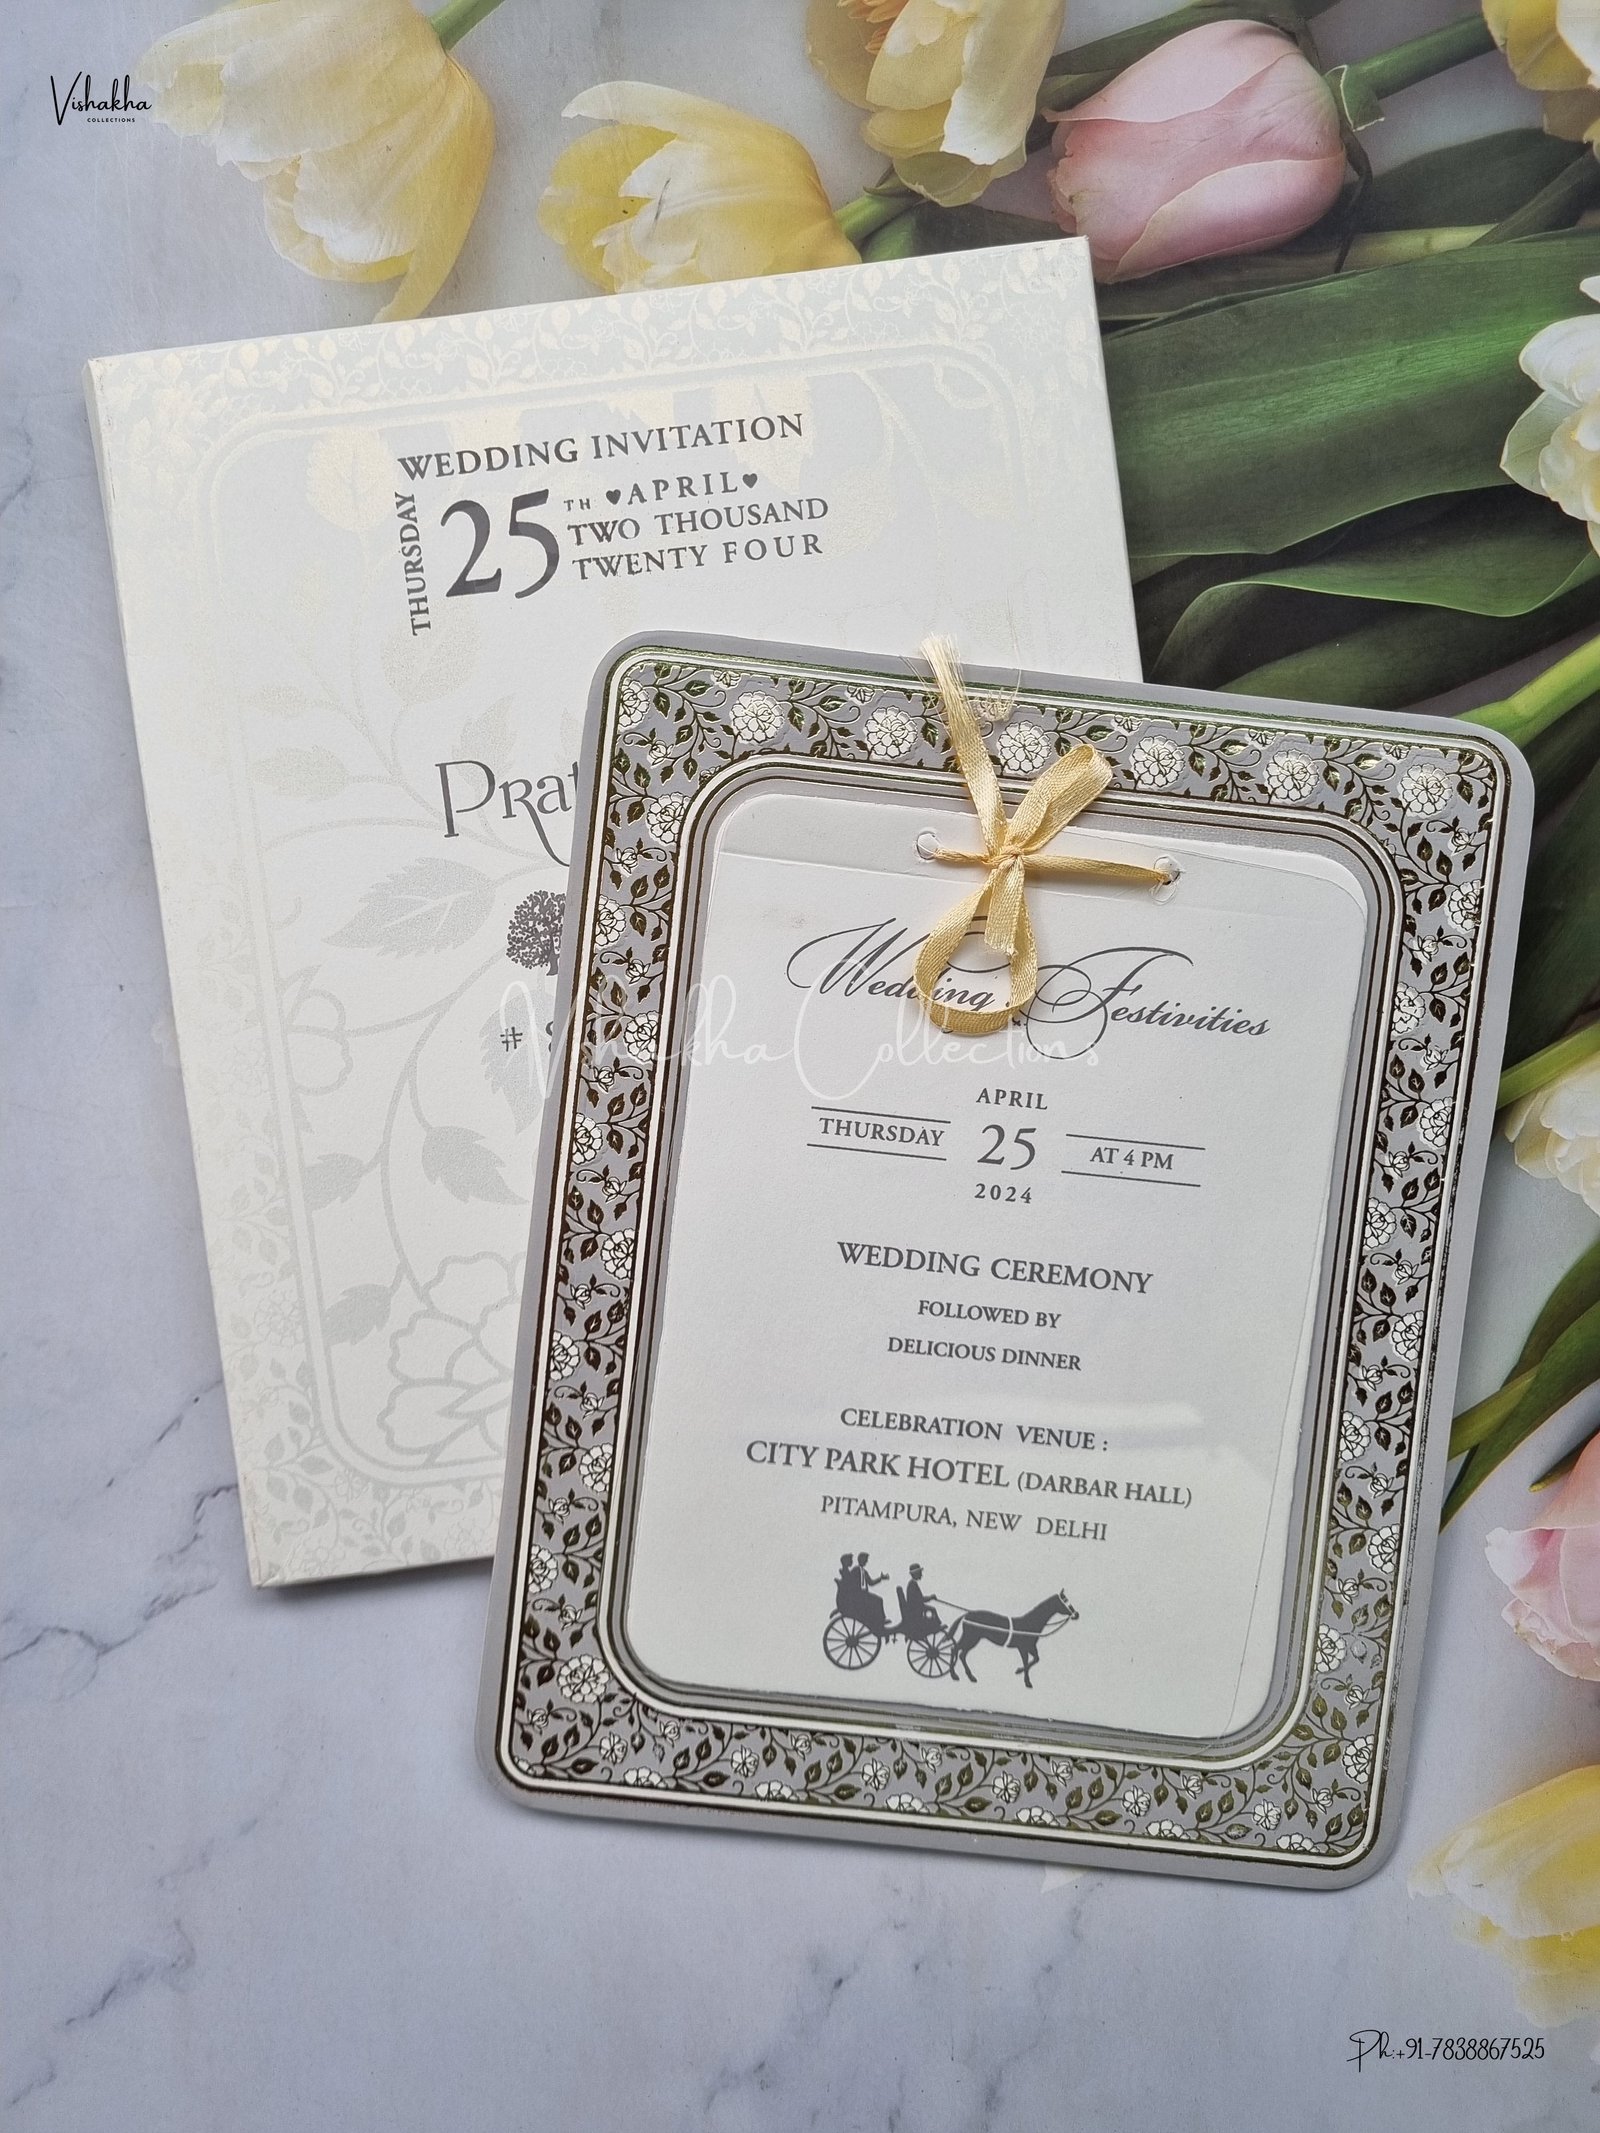 Vishakha
COLLECTIONS
WEDDING INVITATION
THURSDAY
25TH ♥APRIL♥
TWO THOUSAND
TWENTY FOUR
#
Vishakha Collections
Wedding Festivities
APRIL
THURSDAY 25 AT 4 PM
2024
WEDDING CEREMONY
FOLLOWED BY
DELICIOUS DINNER
CELEBRATION VENUE :
CITY PARK HOTEL (DARBAR HALL)
PITAMPURA, NEW DELHI
Ph:+91-7838867525